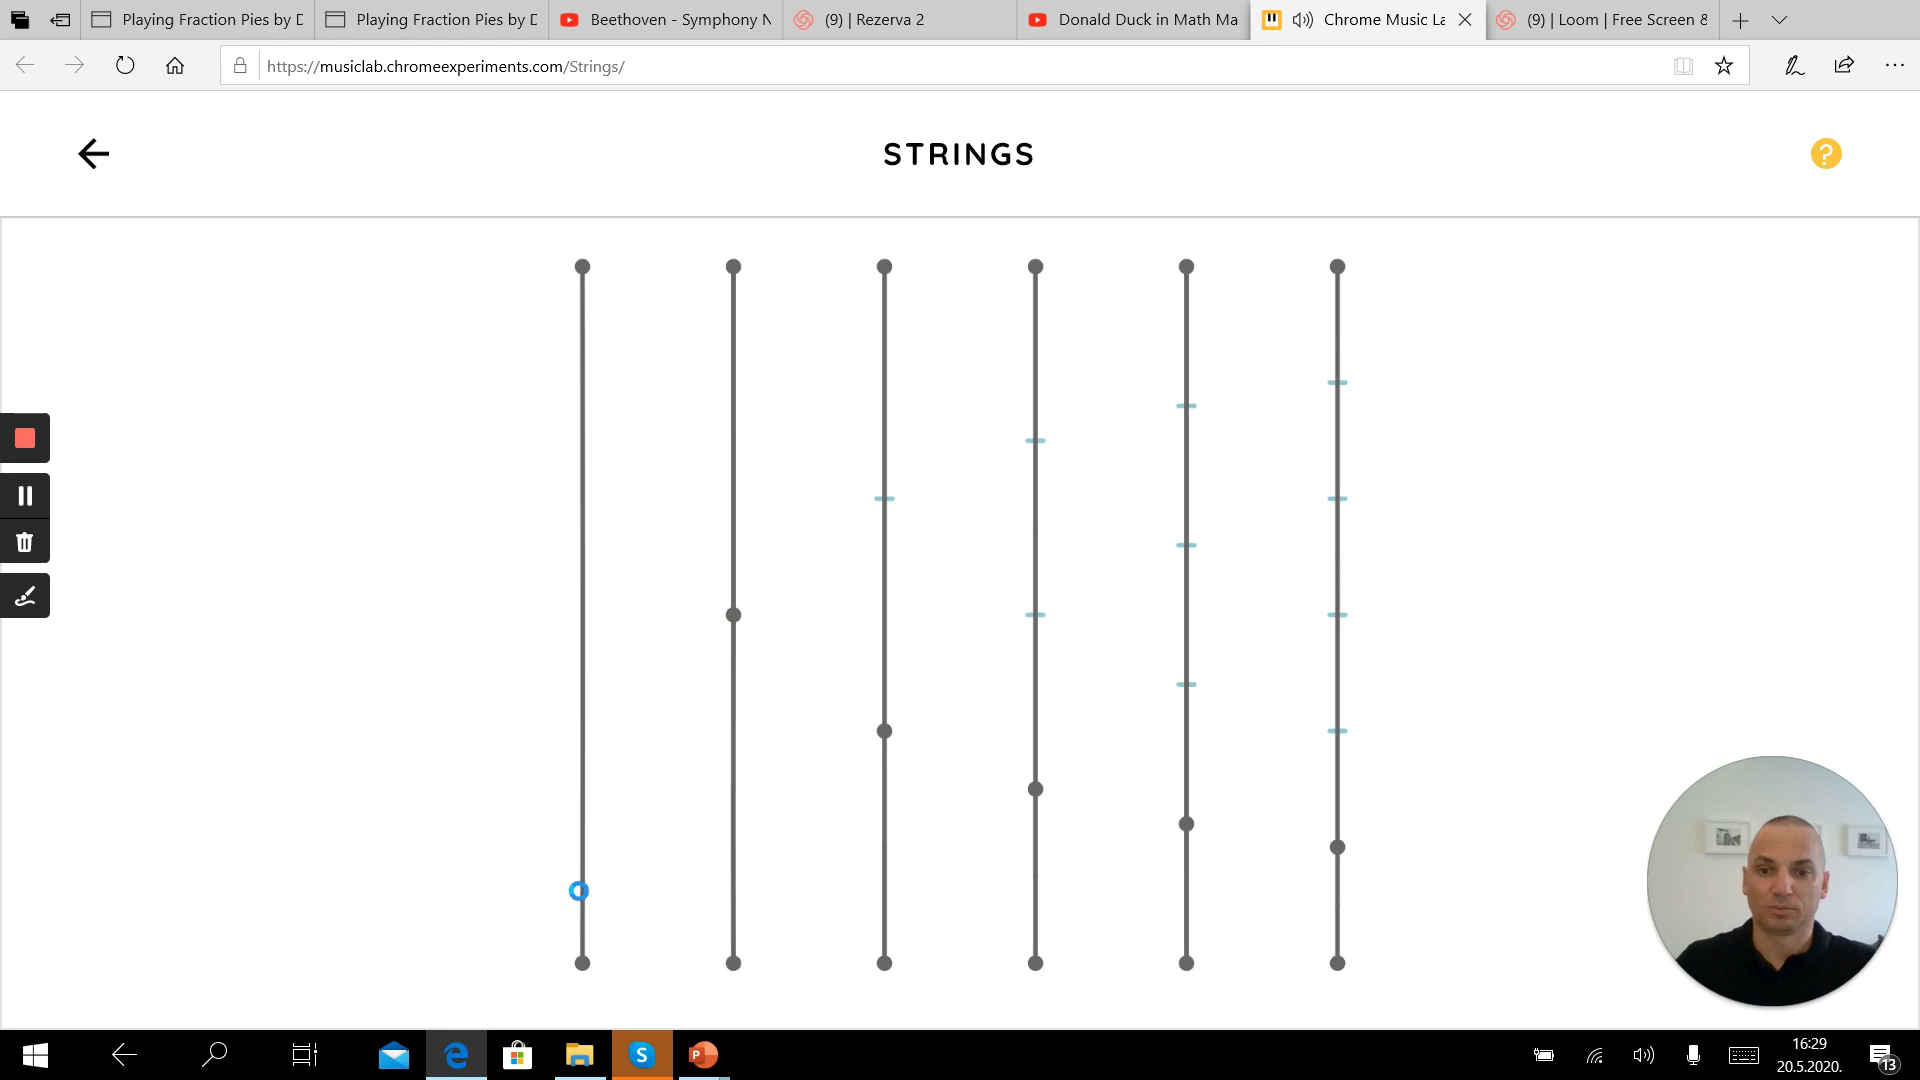 Playing Fraction Pies by D
Playing Fraction Pies by D
Beethoven - Symphony N
(9) | Rezerva 2
Donald Duck in Math Ma
Chrome Music La
(9) | Loom | Free Screen &
https://musiclab.chromeexperiments.com/Strings/
STRINGS
?
16:29
20.5.2020.
13